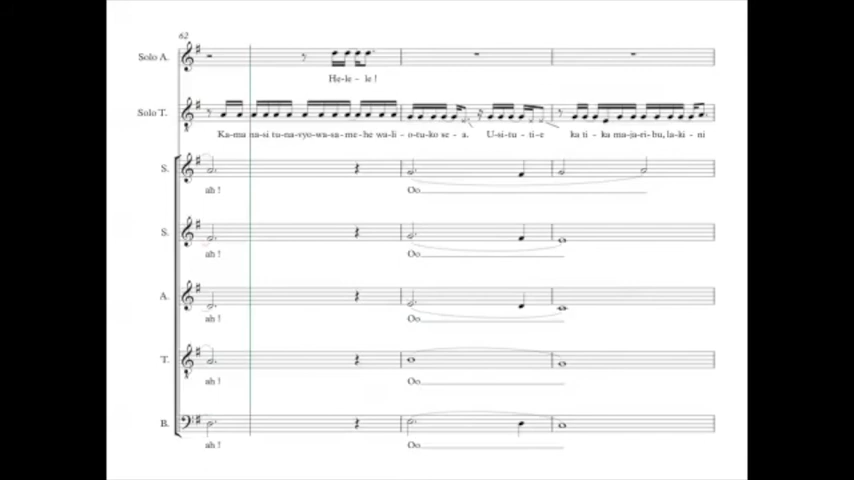 62
Solo A.
He-le - le !
Solo T.
Ka-ma na-si tu-na-vyo-wa-sa-me-he wa-li-o-tu-ko se-a. U-si-tu-ti-e ka ti-ka ma-ja-ri-bu, la-ki-ni
S.
ah ! Oo
S.
ah ! Oo
A.
ah ! Oo
T.
ah ! Oo
B.
ah ! Oo